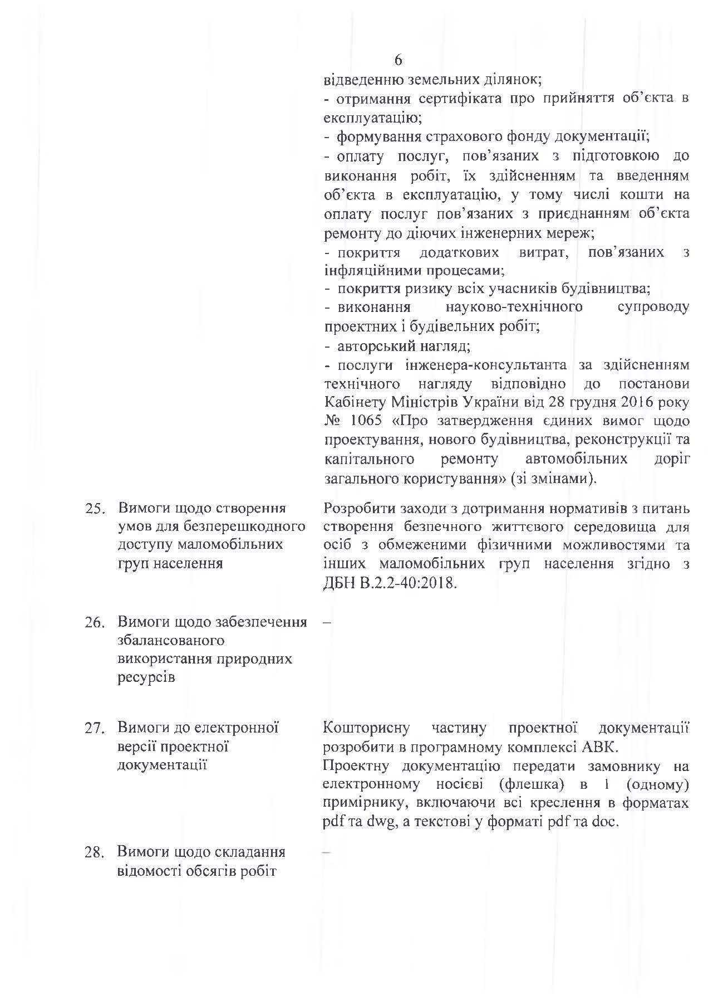 6
відведенню земельних ділянок;
- отримання сертифіката про прийняття об’єкта в
експлуатацію;
- формування страхового фонду документації;
- оплату послуг, пов’язаних з підготовкою до
виконання робіт, їх здійсненням та введенням
об’єкта в експлуатацію, у тому числі кошти на
оплату послуг пов’язаних з приєднанням об’єкта
ремонту до діючих інженерних мереж;
- покриття додаткових витрат, пов’язаних з
інфляційними процесами;
- покриття ризику всіх учасників будівництва;
- виконання науково-технічного супроводу
проектних і будівельних робіт;
- авторський нагляд;
- послуги інженера-консультанта за здійсненням
технічного нагляду відповідно до постанови
Кабінету Міністрів України від 28 грудня 2016 року
№ 1065 «Про затвердження єдиних вимог щодо
проектування, нового будівництва, реконструкції та
капітального ремонту автомобільних доріг
загального користування» (зі змінами).
25. Вимоги щодо створення
умов для безперешкодного
доступу маломобільних
груп населення
Розробити заходи з дотримання нормативів з питань
створення безпечного життєвого середовища для
осіб з обмеженими фізичними можливостями та
інших маломобільних груп населення згідно з
ДБН В.2.2-40:2018.
26. Вимоги щодо забезпечення
збалансованого
використання природних
ресурсів
–
27. Вимоги до електронної
версії проектної
документації
Кошторисну частину проектної документації
розробити в програмному комплексі АВК.
Проектну документацію передати замовнику на
електронному носієві (флешка) в 1 (одному)
примірнику, включаючи всі креслення в форматах
pdf та dwg, а текстові у форматі pdf та doc.
28. Вимоги щодо складання
відомості обсягів робіт
–